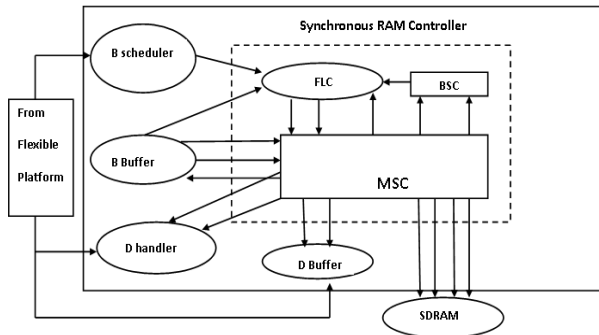 Synchronous RAM Controller
B scheduler
FLC
BSC
From
Flexible
Platform
B Buffer
MSC
D handler
D Buffer
SDRAM